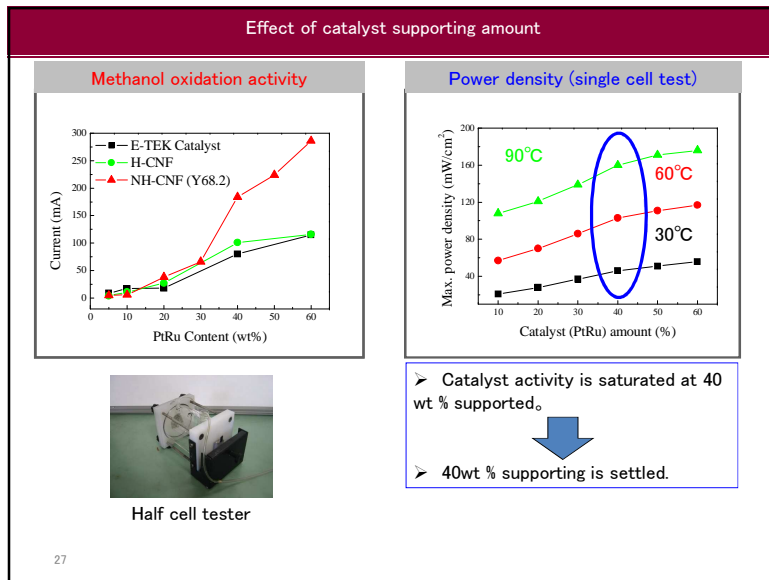 Effect of catalyst supporting amount
Methanol oxidation activity
300
250
200
150
100
50
0
0 10 20 30 40 50 60
Current (mA)
PtRu Content (wt%)
E-TEK Catalyst
H-CNF
NH-CNF (Y68.2)
Half cell tester
Power density (single cell test)
200
160
120
80
40
10 20 30 40 50 60
Max. power density (mW/cm²)
Catalyst (PtRu) amount (%)
90℃
60℃
30℃
➢ Catalyst activity is saturated at 40
wt % supported。
➢ 40wt % supporting is settled.
27